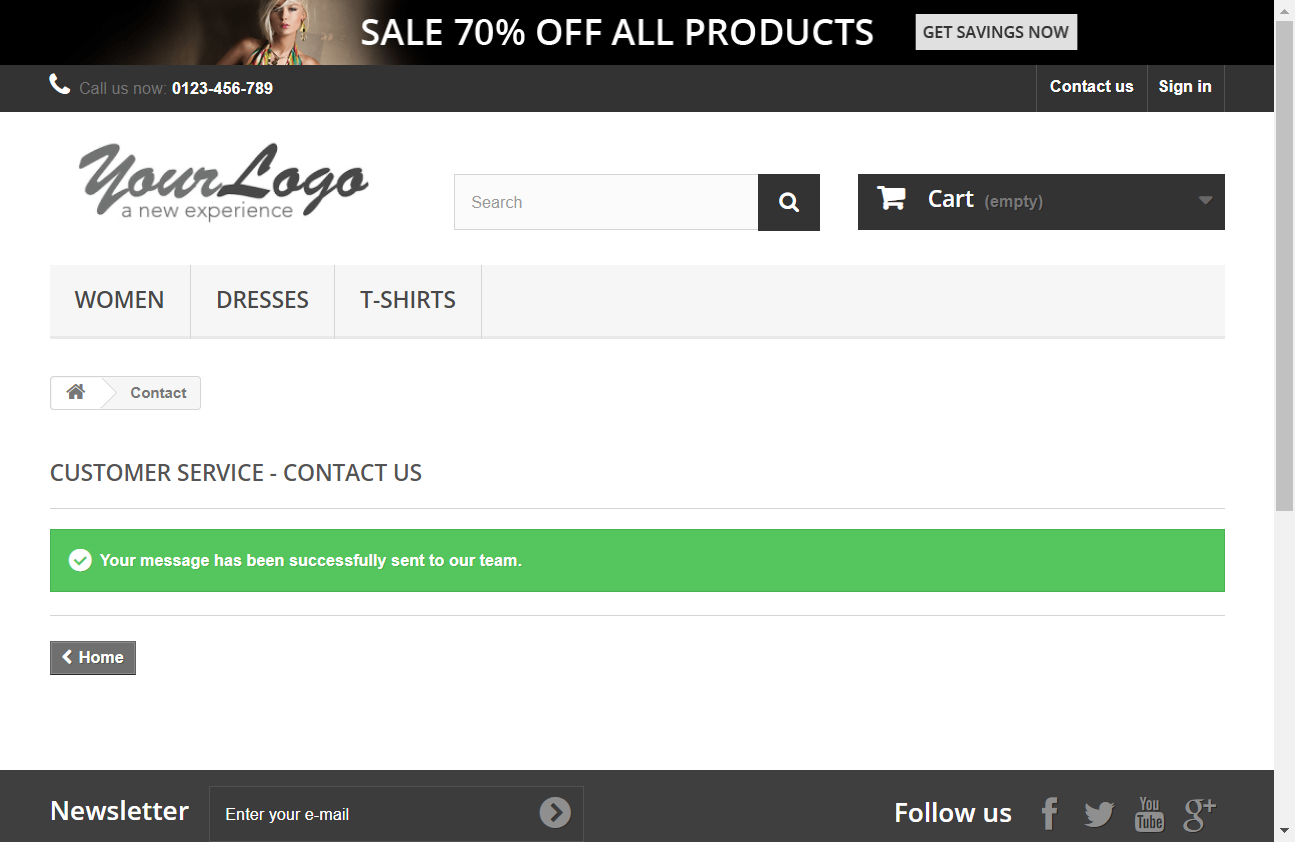 SALE 70% OFF ALL PRODUCTS GET SAVINGS NOW
Call us now: 0123-456-789 Contact us Sign in
YourLogo
a new experience
Search
Cart (empty)
WOMEN DRESSES T-SHIRTS
Contact
CUSTOMER SERVICE - CONTACT US
Your message has been successfully sent to our team.
Home
Newsletter Enter your e-mail Follow us f You Tube g+